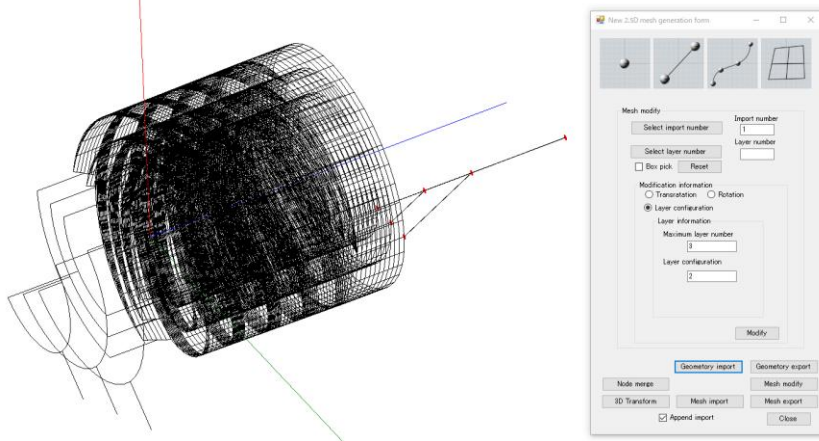 New 2.5D mesh generation form
Mesh modify
Import number
Select import number
1
Layer number
Select layer number
Box pick
Reset
Modification information
Transratation
Rotation
Layer configuration
Layer information
Maximum layer number
3
Layer configuration
2
Modify
Geometory import
Geometory export
Node merge
Mesh modify
3D Transform
Mesh import
Mesh export
Append import
Close